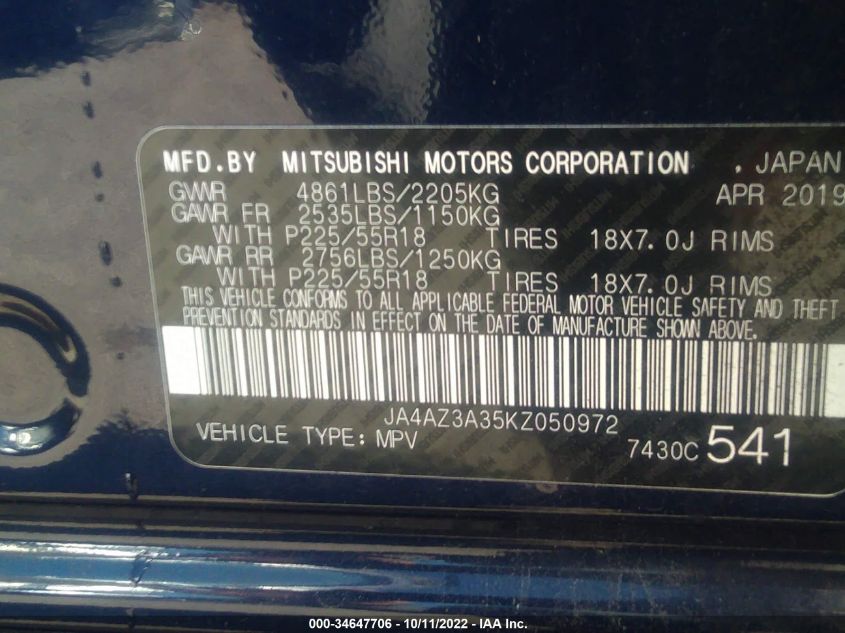 MFD.BY MITSUBISHI MOTORS CORPORATION , JAPAN
GVWR 4861LBS/2205KG APR 2019
GAWR FR 2535LBS/1150KG
WITH P225/55R18 TIRES 18X7.0J RIMS
GAWR RR 2756LBS/1250KG
WITH P225/55R18 TIRES 18X7.0J RIMS
THIS VEHICLE CONFORMS TO ALL APPLICABLE FEDERAL MOTOR VEHICLE SAFETY AND THEFT
PREVENTION STANDARDS IN EFFECT ON THE DATE OF MANUFACTURE SHOWN ABOVE.
JA4AZ3A35KZ050972
VEHICLE TYPE: MPV 7430C 541
000-34647706 - 10/11/2022 - IAA Inc.